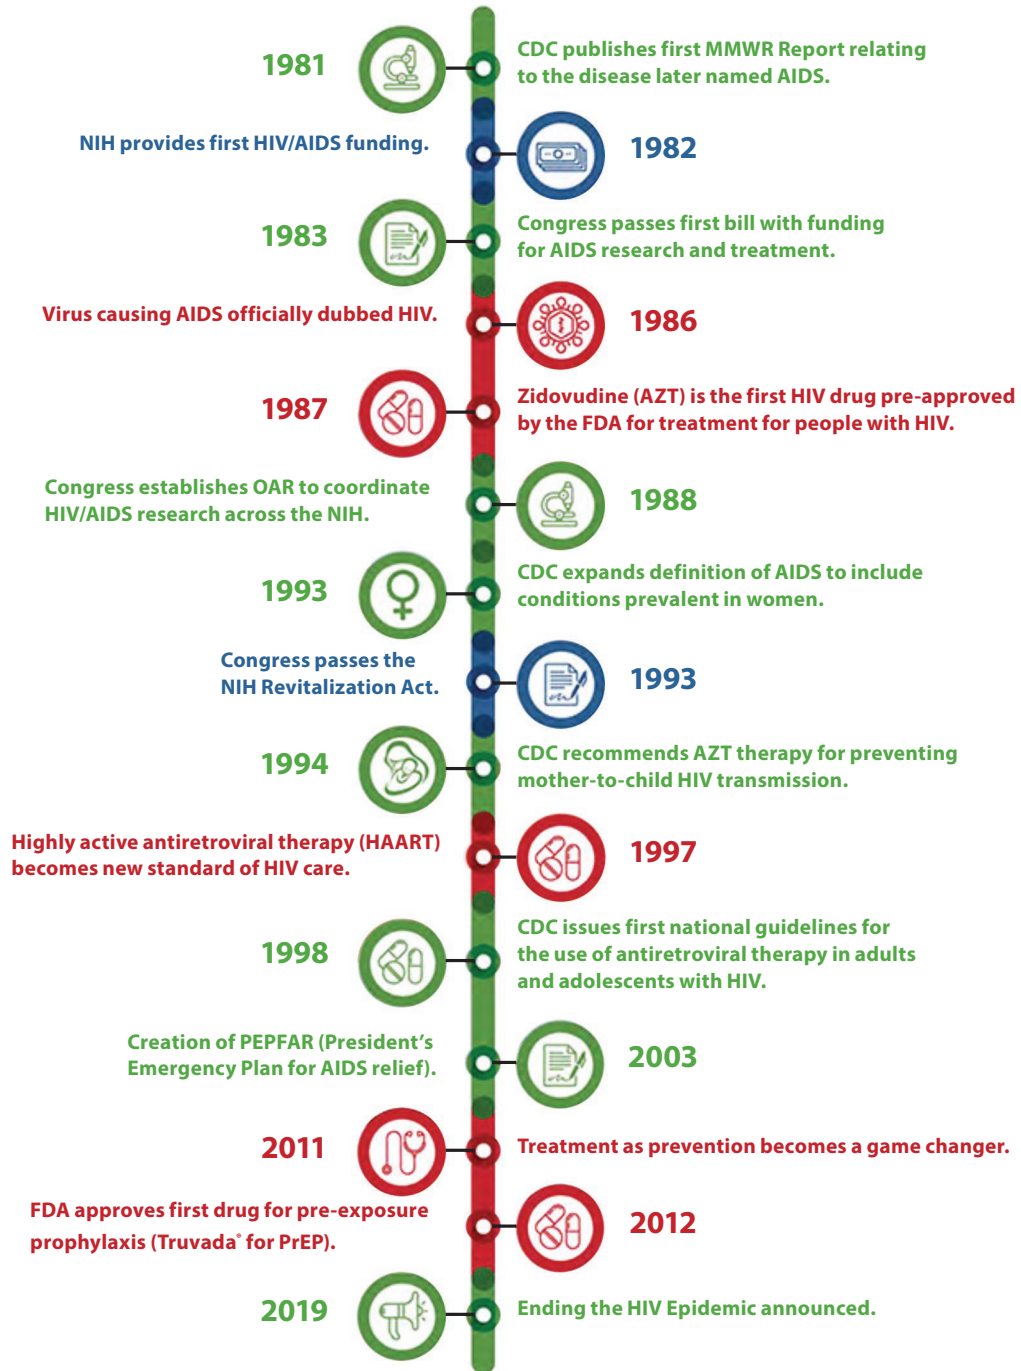 1981
CDC publishes first MMWR Report relating
to the disease later named AIDS.
NIH provides first HIV/AIDS funding.
1982
1983
Congress passes first bill with funding
for AIDS research and treatment.
Virus causing AIDS officially dubbed HIV.
1986
1987
Zidovudine (AZT) is the first HIV drug pre-approved
by the FDA for treatment for people with HIV.
Congress establishes OAR to coordinate
HIV/AIDS research across the NIH.
1988
1993
CDC expands definition of AIDS to include
conditions prevalent in women.
Congress passes the
NIH Revitalization Act.
1993
1994
CDC recommends AZT therapy for preventing
mother-to-child HIV transmission.
Highly active antiretroviral therapy (HAART)
becomes new standard of HIV care.
1997
1998
CDC issues first national guidelines for
the use of antiretroviral therapy in adults
and adolescents with HIV.
Creation of PEPFAR (President’s
Emergency Plan for AIDS relief).
2003
2011
Treatment as prevention becomes a game changer.
FDA approves first drug for pre-exposure
prophylaxis (Truvada® for PrEP).
2012
2019
Ending the HIV Epidemic announced.